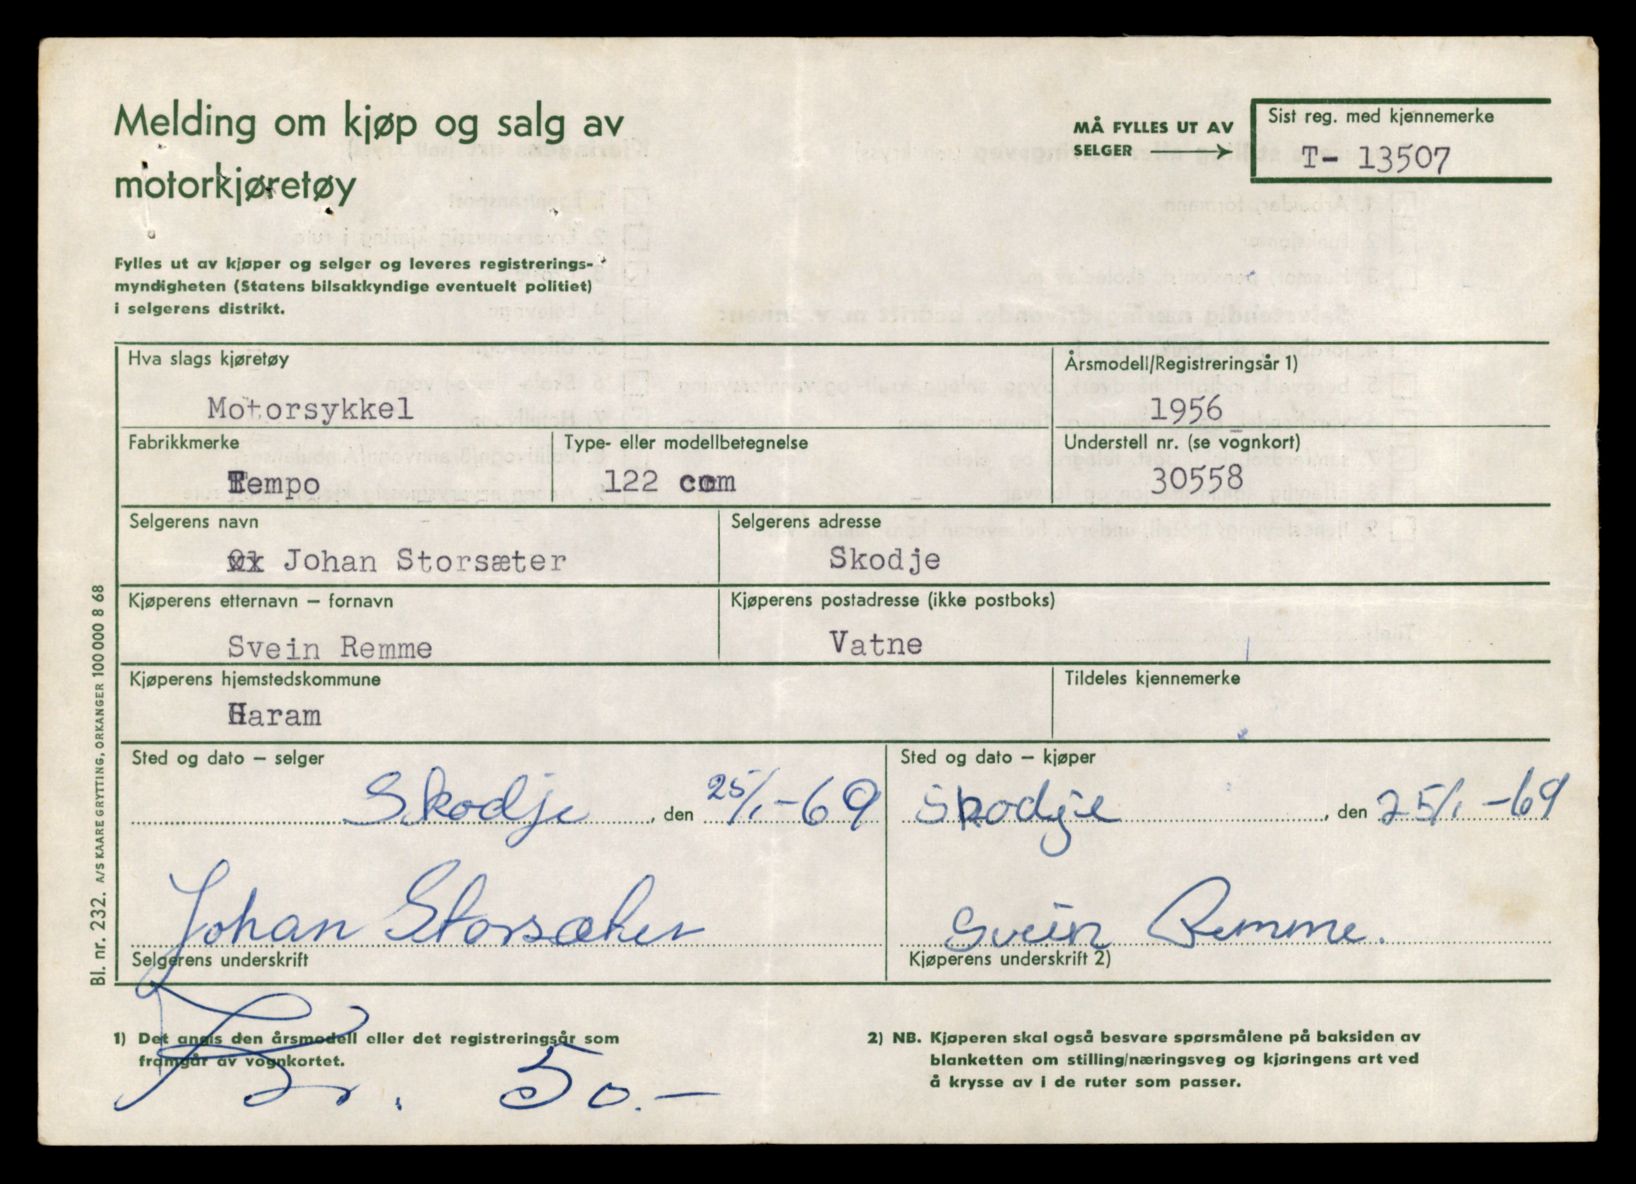 Melding om kjøp og salg av
motorkjøretøy
Fylles ut av kjøper og selger og leveres registrerings-
myndigheten (Statens bilsakkyndige eventuelt politiet)
i selgerens distrikt.
MÅ FYLLES UT AV
SELGER
Sist reg. med kjennemerke
T- 13507
Hva slags kjøretøy
Motorsykkel
Årsmodell/Registreringsår 1)
1956
Fabrikkmerke
Tempo
Type- eller modellbetegnelse
122 ccm
Understell nr. (se vognkort)
30558
Selgerens navn
Johan Storsæter
Selgerens adresse
Skodje
Kjøperens etternavn – fornavn
Svein Remme
Kjøperens postadresse (ikke postboks)
Vatne
Kjøperens hjemstedskommune
Haram
Tildeles kjennemerke
Sted og dato – selger
Skodje, den 25/1-69
Sted og dato – kjøper
Skodje, den 25/1-69
Johan Storsæter
Selgerens underskrift
Svein Remme.
Kjøperens underskrift 2)
1) Det angis den årsmodell eller det registreringsår som
framgår av vognkortet.
Kr. 50.-
2) NB. Kjøperen skal også besvare spørsmålene på baksiden av
blanketten om stilling/næringsveg og kjøringens art ved
å krysse av i de ruter som passer.
Bl. nr. 232. A/S KAARE GRYTTING, ORKANGER 100 000 8 68